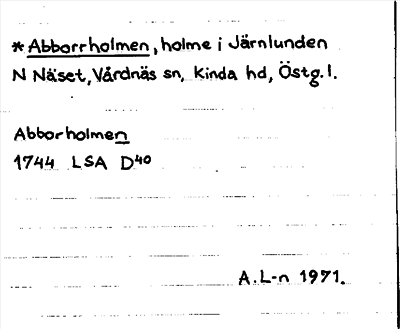 *Abborrholmen, holme i Järnlunden
N Näset, Vårdnäs sn, Kinda hd, Östg. l.
Abborholmen
1744 LSA D40
A.L-n 1971.